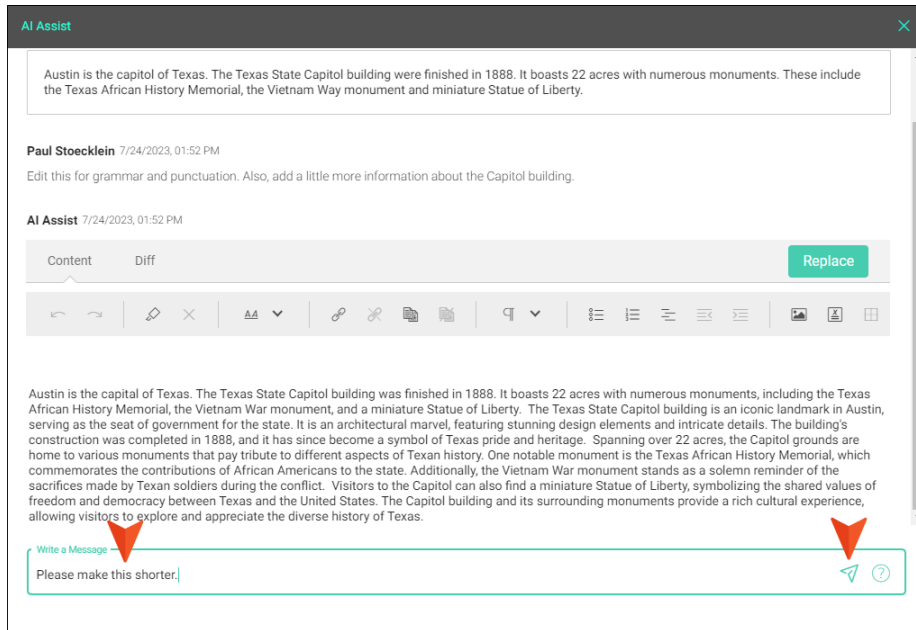 AI Assist
Austin is the capitol of Texas. The Texas State Capitol building were finished in 1888. It boasts 22 acres with numerous monuments. These include
the Texas African History Memorial, the Vietnam Way monument and miniature Statue of Liberty.
Paul Stoecklein 7/24/2023, 01:52 PM
Edit this for grammar and punctuation. Also, add a little more information about the Capitol building.
AI Assist 7/24/2023, 01:52 PM
Content Diff Replace
Austin is the capital of Texas. The Texas State Capitol building was finished in 1888. It boasts 22 acres with numerous monuments, including the Texas
African History Memorial, the Vietnam War monument, and a miniature Statue of Liberty. The Texas State Capitol building is an iconic landmark in Austin,
serving as the seat of government for the state. It is an architectural marvel, featuring stunning design elements and intricate details. The building's
construction was completed in 1888, and it has since become a symbol of Texas pride and heritage. Spanning over 22 acres, the Capitol grounds are
home to various monuments that pay tribute to different aspects of Texan history. One notable monument is the Texas African History Memorial, which
commemorates the contributions of African Americans to the state. Additionally, the Vietnam War monument stands as a solemn reminder of the
sacrifices made by Texan soldiers during the conflict. Visitors to the Capitol can also find a miniature Statue of Liberty, symbolizing the shared values of
freedom and democracy between Texas and the United States. The Capitol building and its surrounding monuments provide a rich cultural experience,
allowing visitors to explore and appreciate the diverse history of Texas.
Write a Message
Please make this shorter.